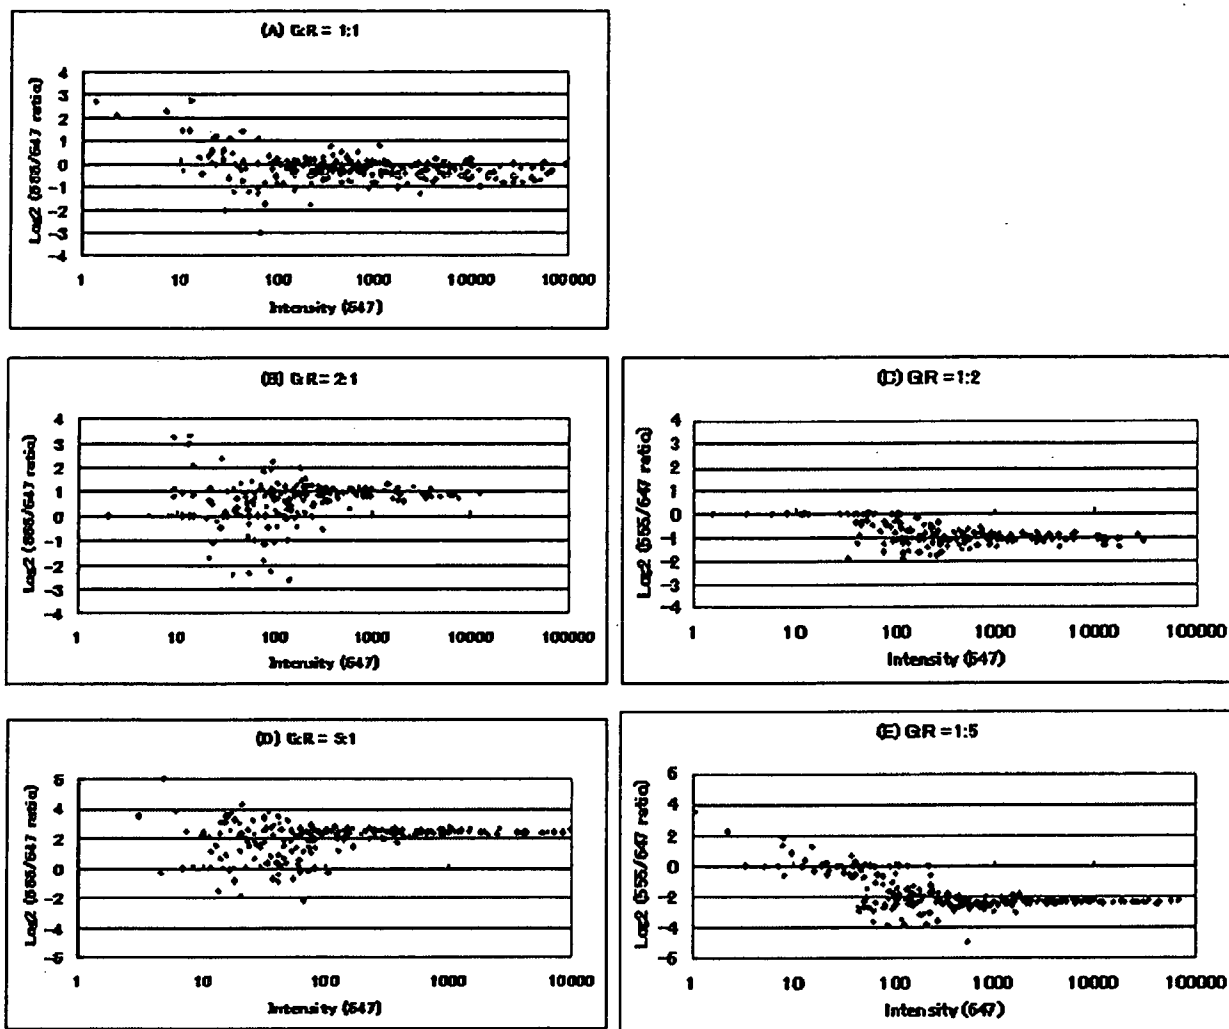 (A) G:R = 1:1
Log2 (555/647 ratio)
4
3
2
1
0
-1
-2
-3
-4
1 10 100 1000 10000 100000
Intensity (647)
(B) G:R = 2:1
Log2 (555/647 ratio)
4
3
2
1
0
-1
-2
-3
-4
1 10 100 1000 10000 100000
Intensity (647)
(C) G:R = 1:2
Log2 (555/647 ratio)
4
3
2
1
0
-1
-2
-3
-4
1 10 100 1000 10000 100000
Intensity (647)
(D) G:R = 5:1
Log2 (555/647 ratio)
6
4
2
0
-2
-4
-6
1 10 100 1000 10000
Intensity (647)
(E) G:R = 1:5
Log2 (555/647 ratio)
6
4
2
0
-2
-4
-6
1 10 100 1000 10000 100000
Intensity (647)